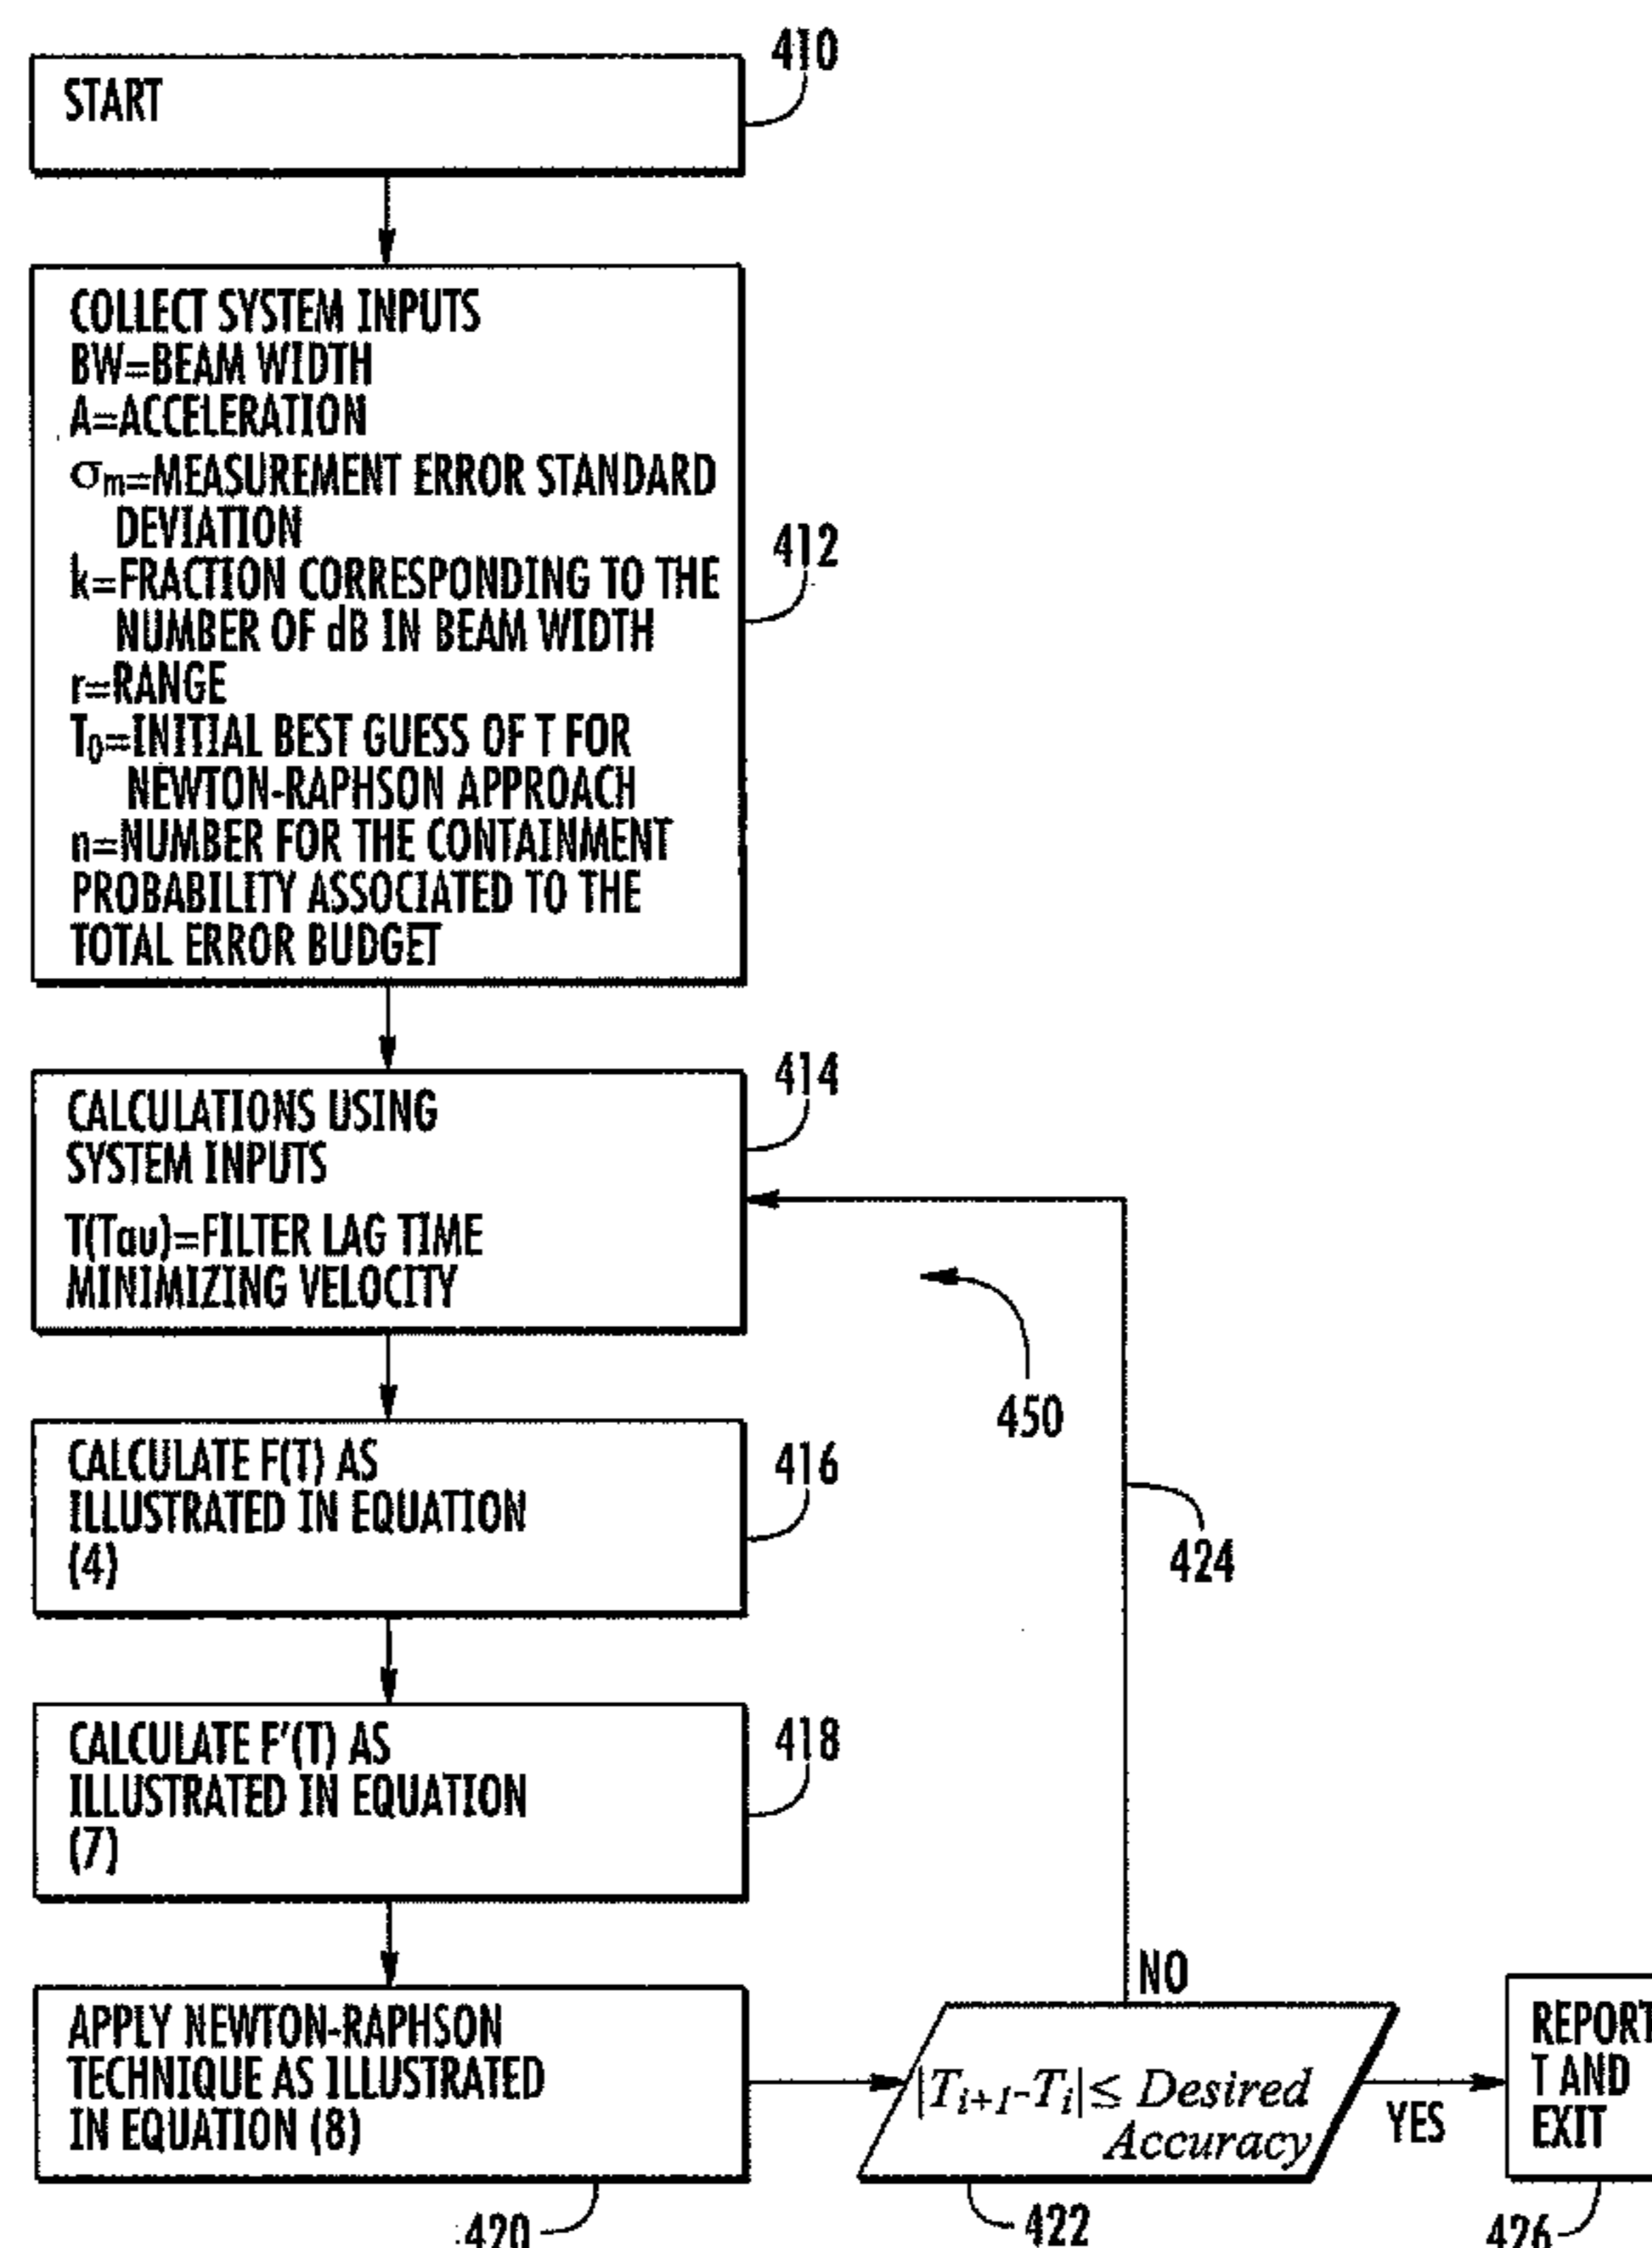 410
START
COLLECT SYSTEM INPUTS
BW=BEAM WIDTH
A=ACCELERATION
σm=MEASUREMENT ERROR STANDARD
DEVIATION
412
k=FRACTION CORRESPONDING TO THE
NUMBER OF dB IN BEAM WIDTH
r=RANGE
T0=INITIAL BEST GUESS OF T FOR
NEWTON-RAPHSON APPROACH
n=NUMBER FOR THE CONTAINMENT
PROBABILITY ASSOCIATED TO THE
TOTAL ERROR BUDGET
414
CALCULATIONS USING
SYSTEM INPUTS
T(Tau)=FILTER LAG TIME
MINIMIZING VELOCITY
450
416
CALCULATE F(T) AS
ILLUSTRATED IN EQUATION
(4)
424
418
CALCULATE F'(T) AS
ILLUSTRATED IN EQUATION
(7)
NO
APPLY NEWTON-RAPHSON
TECHNIQUE AS ILLUSTRATED
IN EQUATION (8)
|Ti+1-Ti|≤ Desired
Accuracy
YES
REPORT
T AND
EXIT
420
422
426